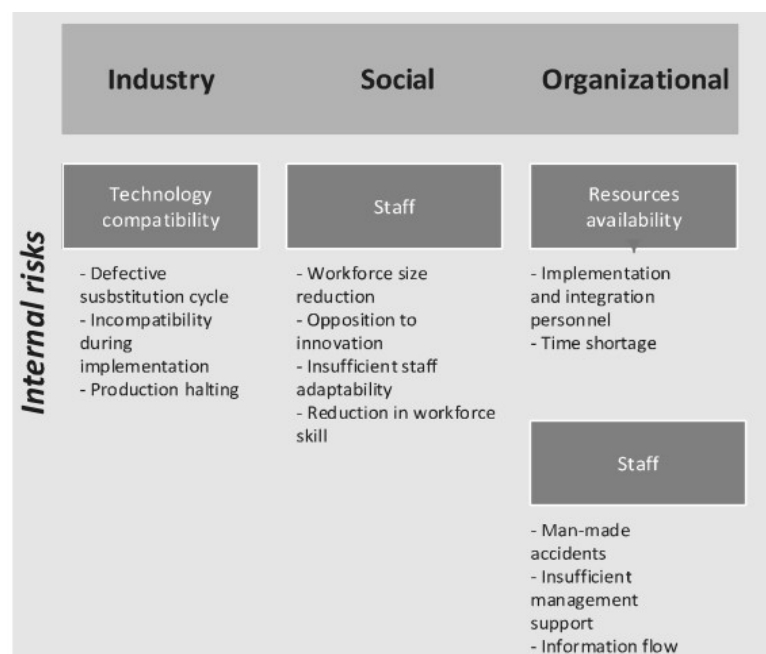 Industry
Social
Organizational
Internal risks
Technology
compatibility
- Defective
susbstitution cycle
- Incompatibility
during
implementation
- Production halting
Staff
- Workforce size
reduction
- Opposition to
innovation
- Insufficient staff
adaptability
- Reduction in workforce
skill
Resources
availability
- Implementation
and integration
personnel
- Time shortage
Staff
- Man-made
accidents
- Insufficient
management
support
- Information flow